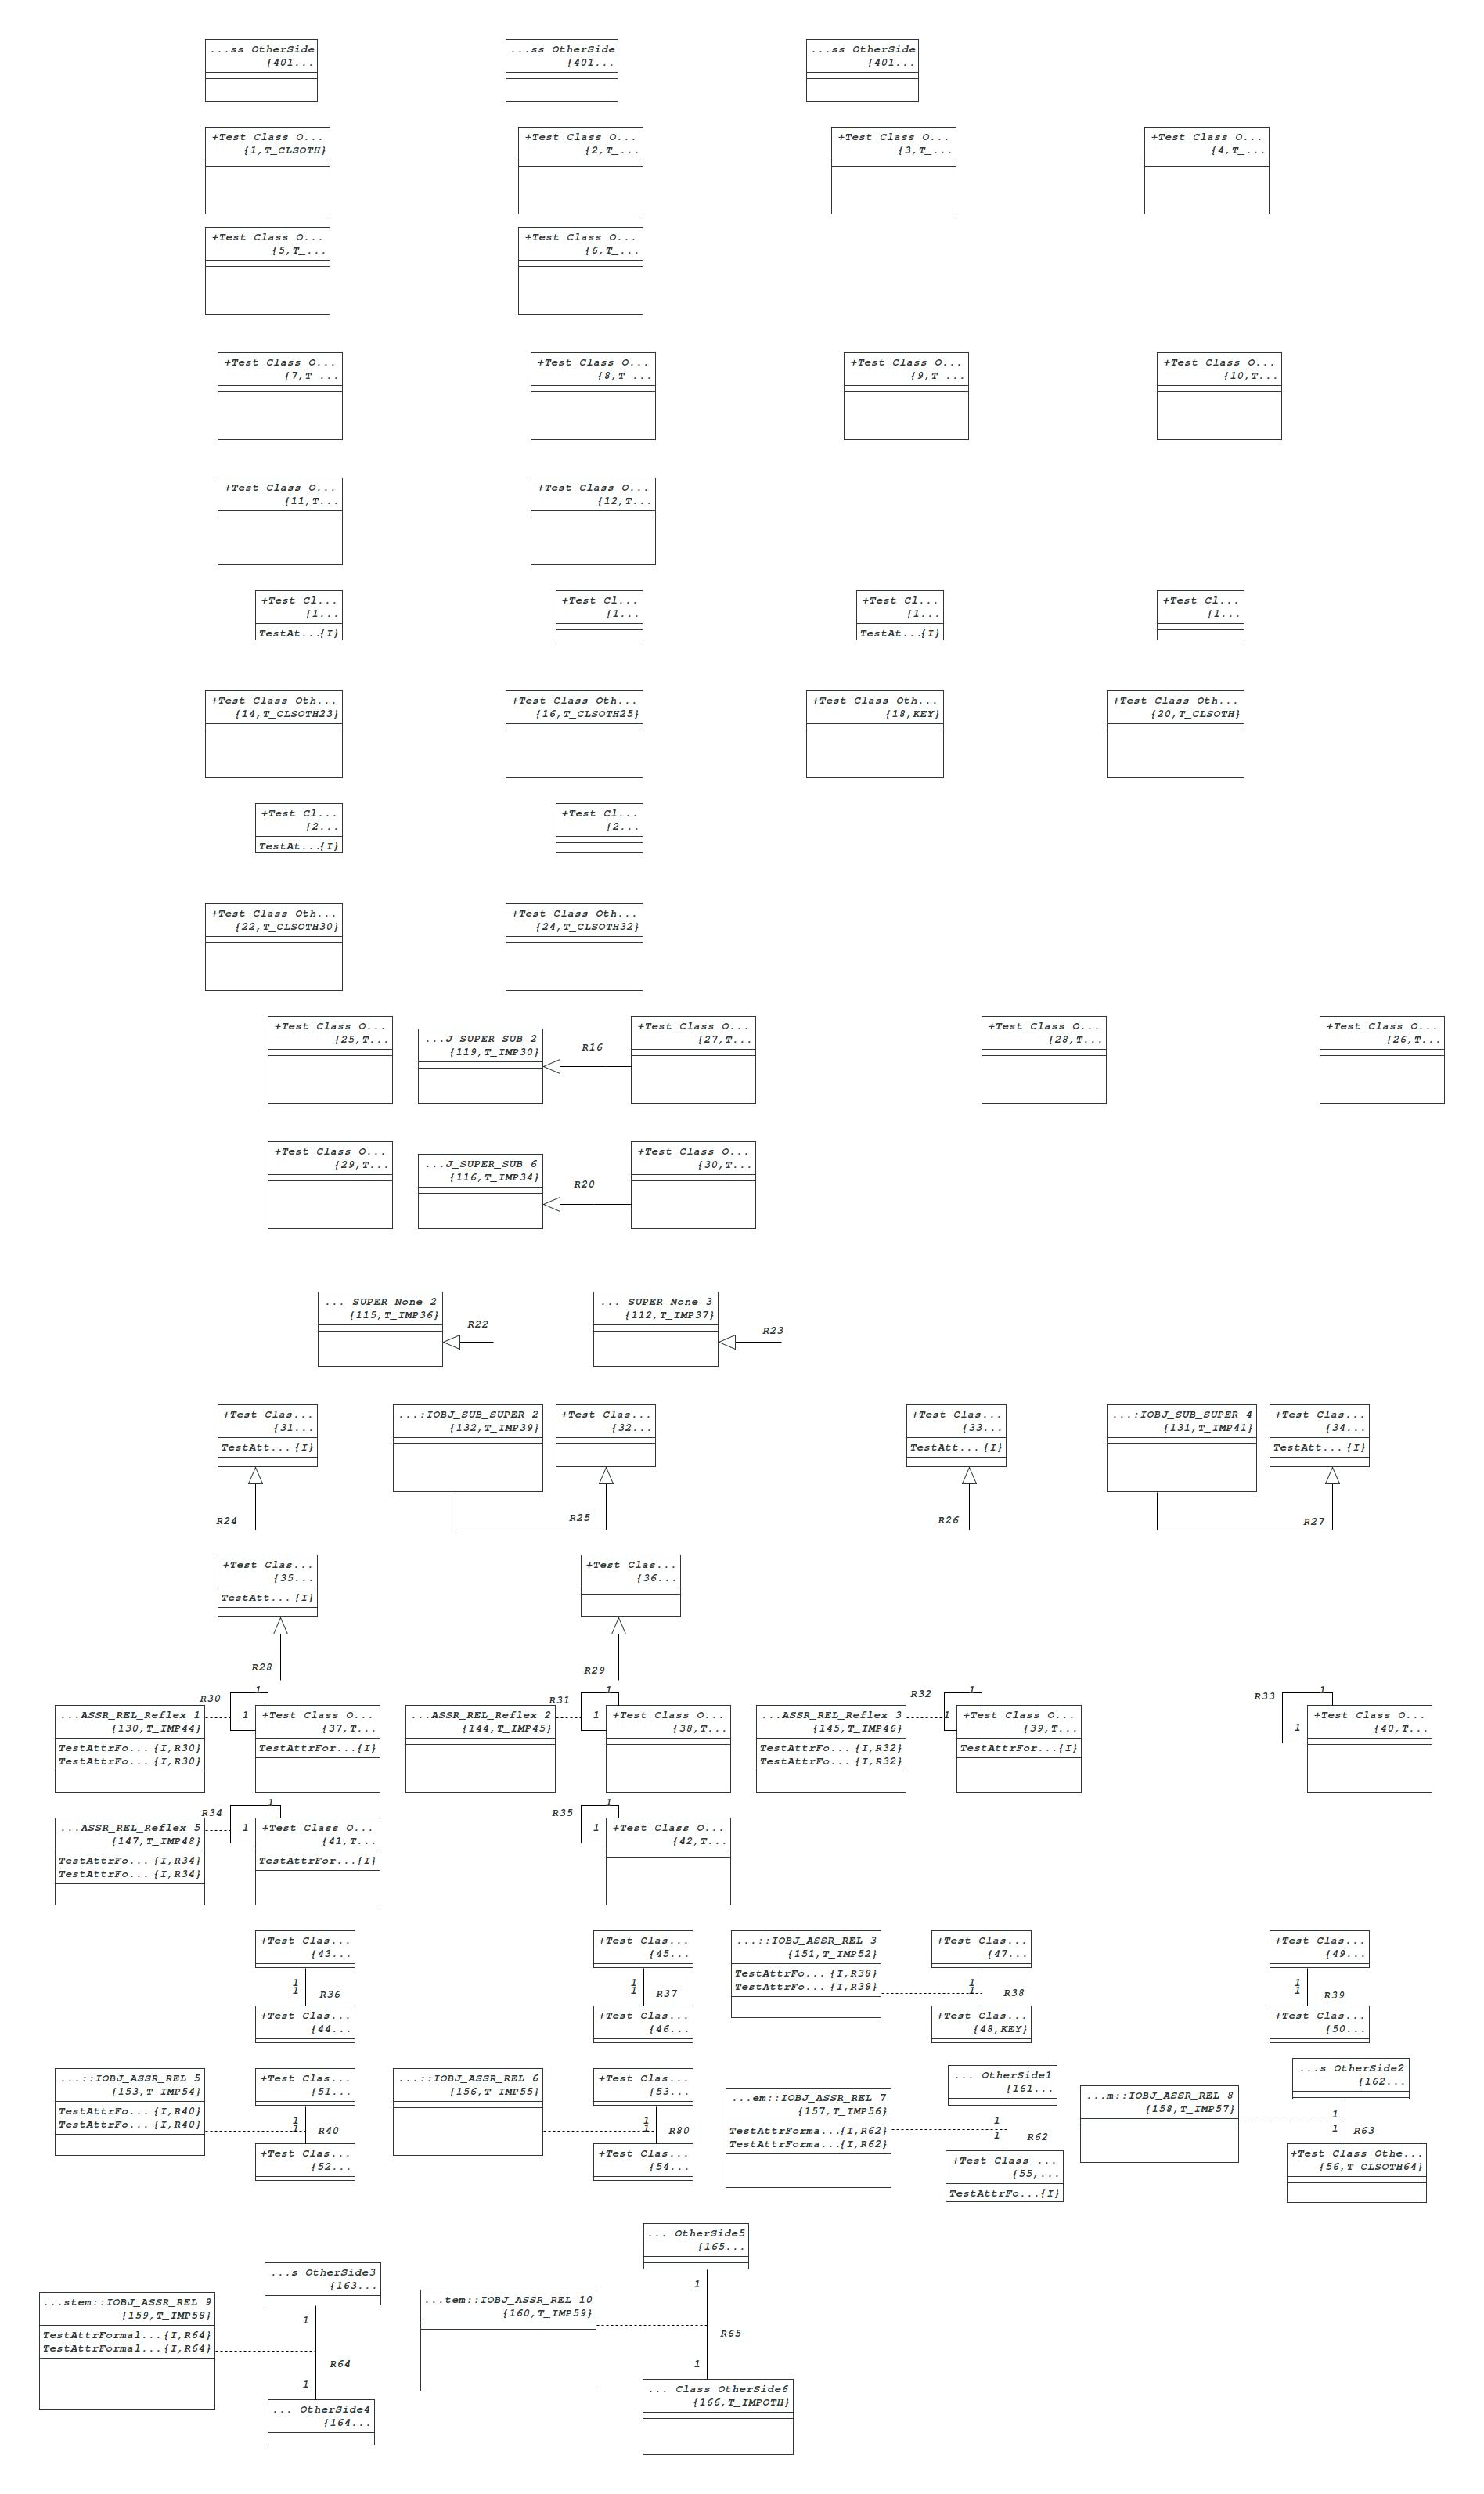 ...ss OtherSide
{401...
...ss OtherSide
{401...
...ss OtherSide
{401...
+Test Class O...
{1,T_CLSOTH}
+Test Class O...
{2,T_...
+Test Class O...
{3,T_...
+Test Class O...
{4,T_...
+Test Class O...
{5,T_...
+Test Class O...
{6,T_...
+Test Class O...
{7,T_...
+Test Class O...
{8,T_...
+Test Class O...
{9,T_...
+Test Class O...
{10,T...
+Test Class O...
{11,T...
+Test Class O...
{12,T...
+Test Cl...
{1...
TestAt...{I}
+Test Cl...
{1...
+Test Cl...
{1...
TestAt...{I}
+Test Cl...
{1...
+Test Class Oth...
{14,T_CLSOTH23}
+Test Class Oth...
{16,T_CLSOTH25}
+Test Class Oth...
{18,KEY}
+Test Class Oth...
{20,T_CLSOTH}
+Test Cl...
{2...
TestAt...{I}
+Test Cl...
{2...
+Test Class Oth...
{22,T_CLSOTH30}
+Test Class Oth...
{24,T_CLSOTH32}
+Test Class O...
{25,T...
...J_SUPER_SUB 2
{119,T_IMP30}
R16
+Test Class O...
{27,T...
+Test Class O...
{28,T...
+Test Class O...
{26,T...
+Test Class O...
{29,T...
...J_SUPER_SUB 6
{116,T_IMP34}
R20
+Test Class O...
{30,T...
..._SUPER_None 2
{115,T_IMP36}
R22
..._SUPER_None 3
{112,T_IMP37}
R23
+Test Clas...
{31...
TestAtt... {I}
R24
...:IOBJ_SUB_SUPER 2
{132,T_IMP39}
+Test Clas...
{32...
R25
+Test Clas...
{33...
TestAtt... {I}
R26
...:IOBJ_SUB_SUPER 4
{131,T_IMP41}
+Test Clas...
{34...
TestAtt... {I}
R27
+Test Clas...
{35...
TestAtt... {I}
R28
+Test Clas...
{36...
R29
...ASSR_REL_Reflex 1
{130,T_IMP44}
TestAttrFo... {I,R30}
TestAttrFo... {I,R30}
R30
1
1
+Test Class O...
{37,T...
TestAttrFor...{I}
...ASSR_REL_Reflex 2
{144,T_IMP45}
R31
1
1
+Test Class O...
{38,T...
...ASSR_REL_Reflex 3
{145,T_IMP46}
TestAttrFo... {I,R32}
TestAttrFo... {I,R32}
R32
1
1
+Test Class O...
{39,T...
TestAttrFor...{I}
R33
1
1
+Test Class O...
{40,T...
...ASSR_REL_Reflex 5
{147,T_IMP48}
TestAttrFo... {I,R34}
TestAttrFo... {I,R34}
R34
1
1
+Test Class O...
{41,T...
TestAttrFor...{I}
R35
1
1
+Test Class O...
{42,T...
+Test Clas...
{43...
1
1
R36
+Test Clas...
{44...
+Test Clas...
{45...
1
1
R37
+Test Clas...
{46...
...::IOBJ_ASSR_REL 3
{151,T_IMP52}
TestAttrFo... {I,R38}
TestAttrFo... {I,R38}
+Test Clas...
{47...
1
1
R38
+Test Clas...
{48,KEY}
+Test Clas...
{49...
1
1
R39
+Test Clas...
{50...
...::IOBJ_ASSR_REL 5
{153,T_IMP54}
TestAttrFo... {I,R40}
TestAttrFo... {I,R40}
+Test Clas...
{51...
1
1
R40
+Test Clas...
{52...
...::IOBJ_ASSR_REL 6
{156,T_IMP55}
+Test Clas...
{53...
1
1
R80
+Test Clas...
{54...
...em::IOBJ_ASSR_REL 7
{157,T_IMP56}
TestAttrForma...{I,R62}
TestAttrForma...{I,R62}
... OtherSide1
{161...
1
1
R62
+Test Class ...
{55,...
TestAttrFo...{I}
...m::IOBJ_ASSR_REL 8
{158,T_IMP57}
...s OtherSide2
{162...
1
1
R63
+Test Class Othe...
{56,T_CLSOTH64}
...stem::IOBJ_ASSR_REL 9
{159,T_IMP58}
TestAttrFormal...{I,R64}
TestAttrFormal...{I,R64}
...s OtherSide3
{163...
1
R64
1
... OtherSide4
{164...
...tem::IOBJ_ASSR_REL 10
{160,T_IMP59}
... OtherSide5
{165...
1
R65
1
... Class OtherSide6
{166,T_IMPOTH}